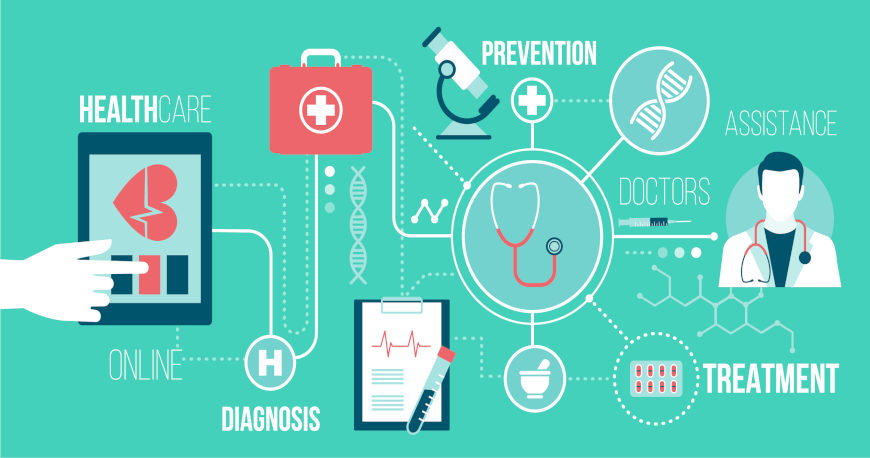 PREVENTION
HEALTHCARE
ASSISTANCE
DOCTORS
ONLINE
H
TREATMENT
DIAGNOSIS